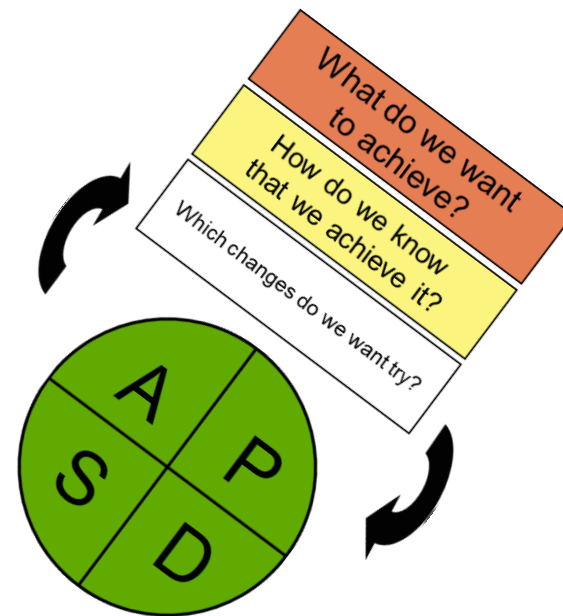 What do we want
to achieve?
How do we know
that we achieve it?
Which changes do we want try?
A
P
S
D